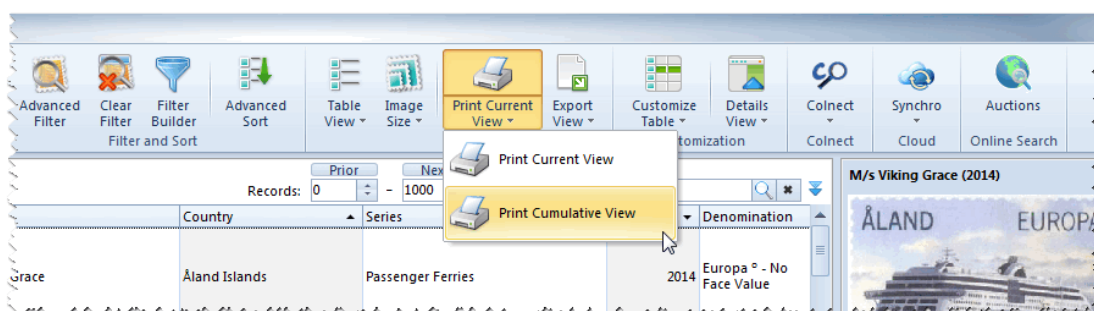 Advanced Filter
Clear Filter
Filter Builder
Advanced Sort
Table View
Image Size
Print Current View
Export View
Customize Table
Details View
Colnect
Synchro
Auctions
Filter and Sort
tomization
Colnect
Cloud
Online Search
Print Current View
Print Cumulative View
Prior
Nex
Records: 0 - 1000
M/s Viking Grace (2014)
Country
Series
Denomination
ÅLAND EUROPA
Grace
Åland Islands
Passenger Ferries
2014
Europa º - No
Face Value